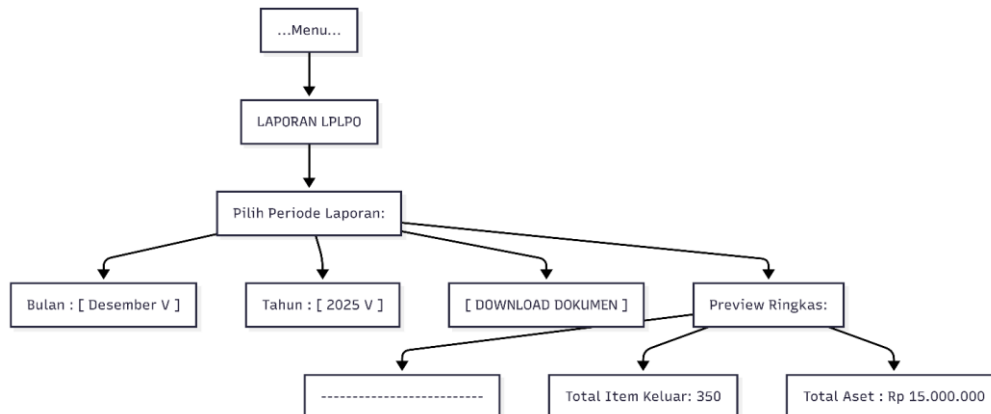 ...Menu...
LAPORAN LPLPO
Pilih Periode Laporan:
Bulan : [ Desember V ]
Tahun : [ 2025 V ]
[ DOWNLOAD DOKUMEN ]
Preview Ringkas:
--------------------------
Total Item Keluar: 350
Total Aset : Rp 15.000.000